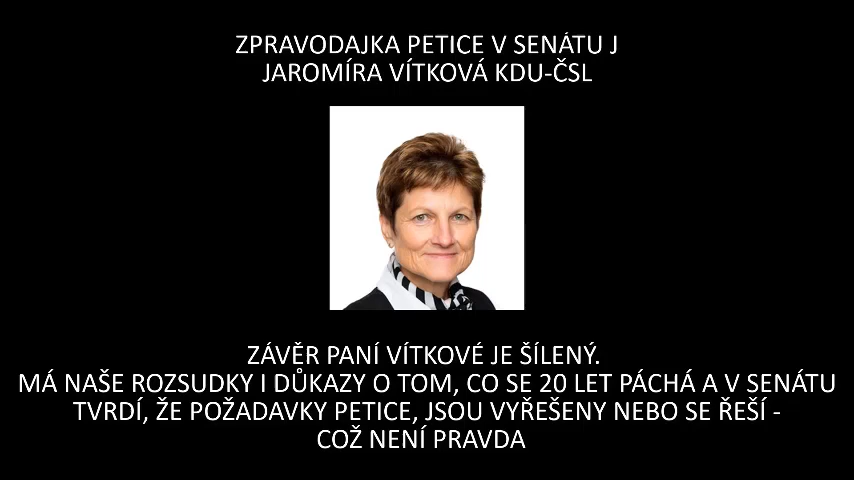 ZPRAVODAJKA PETICE V SENÁTU J
JAROMÍRA VÍTKOVÁ KDU-ČSL
ZÁVĚR PANÍ VÍTKOVÉ JE ŠÍLENÝ.
MÁ NAŠE ROZSUDKY I DŮKAZY O TOM, CO SE 20 LET PÁCHÁ A V SENÁTU
TVRDÍ, ŽE POŽADAVKY PETICE, JSOU VYŘEŠENY NEBO SE ŘEŠÍ -
COŽ NENÍ PRAVDA